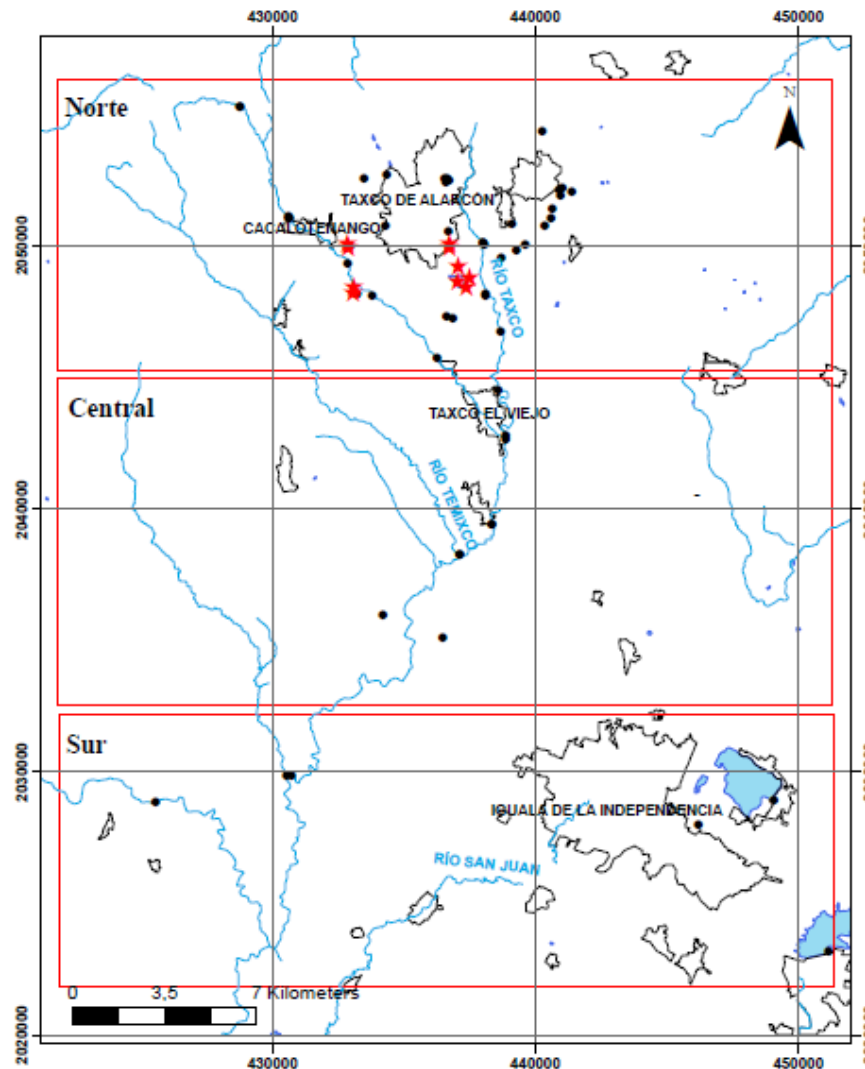 430000 440000 450000
N
Norte
TAXCO DE ALARCÓN
CACALOTENANGO
2050000
RÍO TAXCO
Central
TAXCO EL VIEJO
RÍO TEMIXCO
2040000
Sur
2030000
IGUALA DE LA INDEPENDENCIA
RÍO SAN JUAN
0 3.5 7 Kilometers
2020000
430000 440000 450000